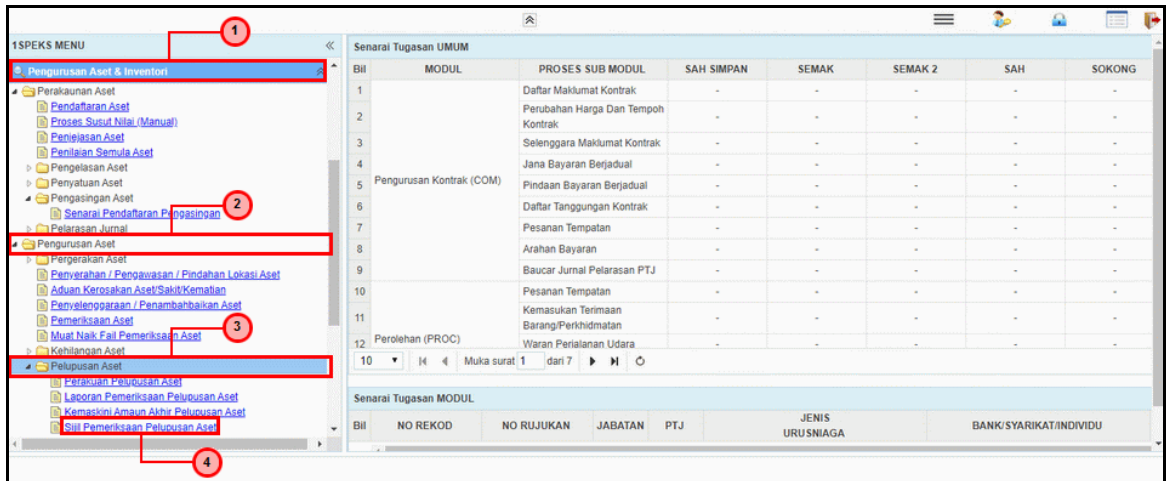 1
1SPEKS MENU
Pengurusan Aset & Inventori
Perakaunan Aset
Pendaftaran Aset
Proses Susut Nilai (Manual)
Penjejasan Aset
Penilaian Semula Aset
Pengelasan Aset
Penyatuan Aset
Pengasingan Aset
2
Senarai Pendaftaran Pengasingan
Pelarasan Jurnal
Pengurusan Aset
Pergerakan Aset
Penyerahan / Pengawasan / Pindahan Lokasi Aset
Aduan Kerosakan Aset/Sakit/Kematian
Penyelenggaraan / Penambahbaikan Aset
Pemeriksaan Aset
3
Muat Naik Fail Pemeriksaan Aset
Kehilangan Aset
Pelupusan Aset
Perakuan Pelupusan Aset
Laporan Pemeriksaan Pelupusan Aset
Kemaskini Amaun Akhir Pelupusan Aset
Sijil Pemeriksaan Pelupusan Aset
4
Senarai Tugasan UMUM
Bil MODUL PROSES SUB MODUL SAH SIMPAN SEMAK SEMAK 2 SAH SOKONG
1 Daftar Maklumat Kontrak - - - - -
2 Perubahan Harga Dan Tempoh
Kontrak - - - - -
3 Selenggara Maklumat Kontrak - - - - -
4 Jana Bayaran Berjadual - - - - -
5 Pengurusan Kontrak (COM) Pindaan Bayaran Berjadual - - - - -
6 Daftar Tanggungan Kontrak - - - - -
7 Pesanan Tempatan - - - - -
8 Arahan Bayaran - - - - -
9 Baucar Jurnal Pelarasan PTJ - - - - -
10 Pesanan Tempatan - - - - -
11 Kemasukan Terimaan
Barang/Perkhidmatan - - - - -
12 Perolehan (PROC) Waran Perjalanan Udara - - - - -
10 Muka surat 1 dari 7
Senarai Tugasan MODUL
Bil NO REKOD NO RUJUKAN JABATAN PTJ JENIS
URUSNIAGA BANK/SYARIKAT/INDIVIDU